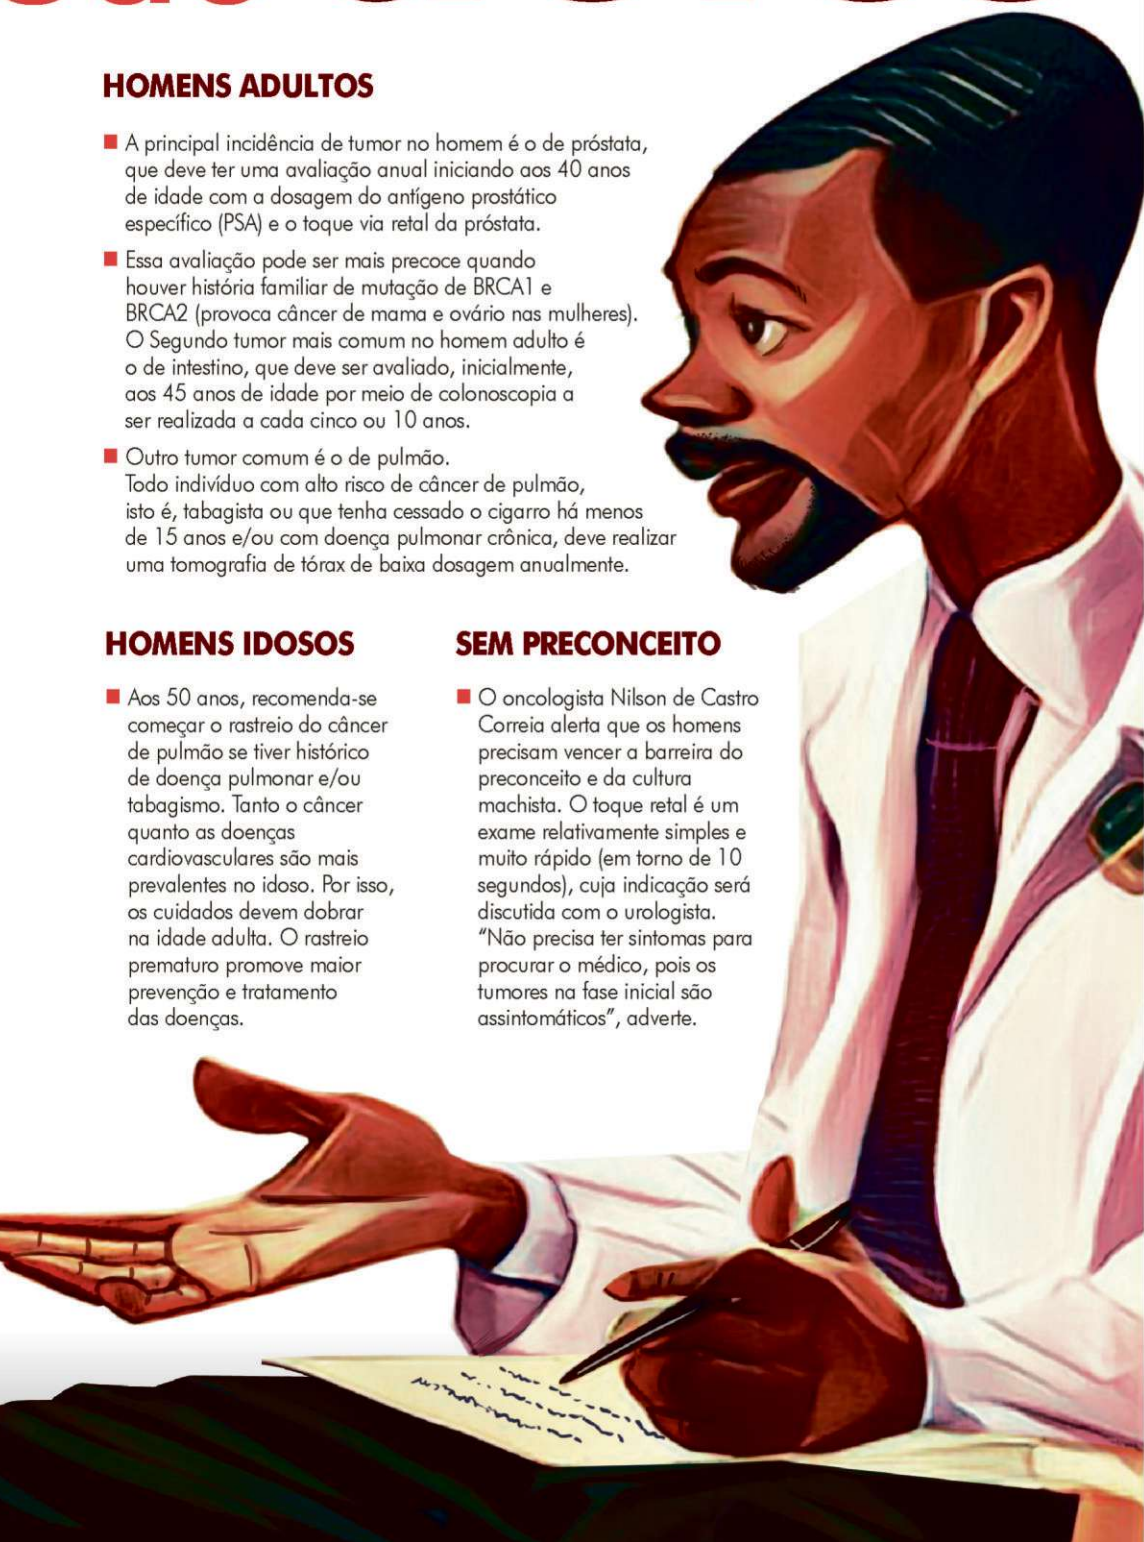 HOMENS ADULTOS
A principal incidência de tumor no homem é o de próstata,
que deve ter uma avaliação anual iniciando aos 40 anos
de idade com a dosagem do antígeno prostático
específico (PSA) e o toque via retal da próstata.
Essa avaliação pode ser mais precoce quando
houver história familiar de mutação de BRCA1 e
BRCA2 (provoca câncer de mama e ovário nas mulheres).
O Segundo tumor mais comum no homem adulto é
o de intestino, que deve ser avaliado, inicialmente,
aos 45 anos de idade por meio de colonoscopia a
ser realizada a cada cinco ou 10 anos.
Outro tumor comum é o de pulmão.
Todo indivíduo com alto risco de câncer de pulmão,
isto é, tabagista ou que tenha cessado o cigarro há menos
de 15 anos e/ou com doença pulmonar crônica, deve realizar
uma tomografia de tórax de baixa dosagem anualmente.
HOMENS IDOSOS
Aos 50 anos, recomenda-se
começar o rastreio do câncer
de pulmão se tiver histórico
de doença pulmonar e/ou
tabagismo. Tanto o câncer
quanto as doenças
cardiovasculares são mais
prevalentes no idoso. Por isso,
os cuidados devem dobrar
na idade adulta. O rastreio
prematuro promove maior
prevenção e tratamento
das doenças.
SEM PRECONCEITO
O oncologista Nilson de Castro
Correia alerta que os homens
precisam vencer a barreira do
preconceito e da cultura
machista. O toque retal é um
exame relativamente simples e
muito rápido (em torno de 10
segundos), cuja indicação será
discutida com o urologista.
“Não precisa ter sintomas para
procurar o médico, pois os
tumores na fase inicial são
assintomáticos”, adverte.